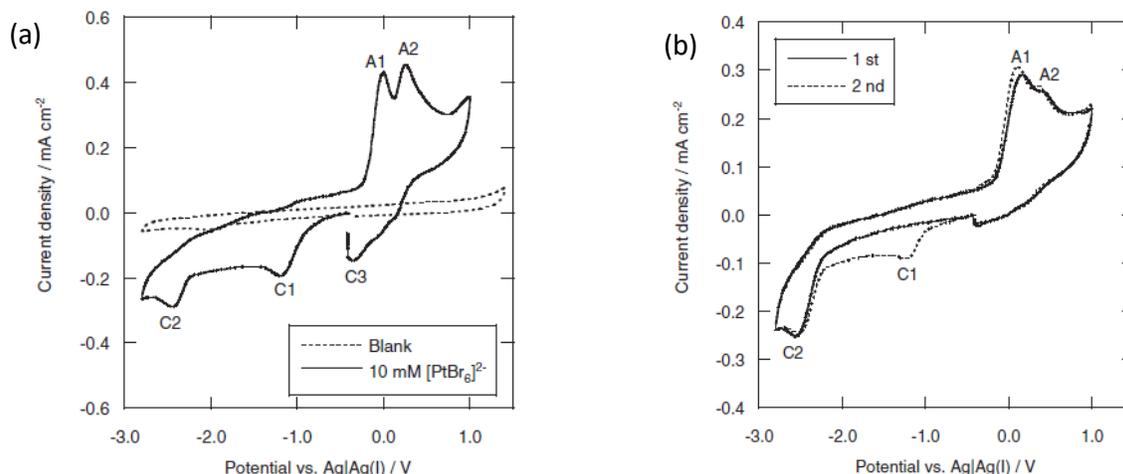 (a)
0.6
0.4
0.2
0.0
-0.2
-0.4
-0.6
Current density / mA cm-2
A1
A2
C1
C2
C3
Blank
10 mM [PtBr6]2-
-3.0 -2.0 -1.0 0.0 1.0
Potential vs. Ag|Ag(I) / V
(b)
0.4
0.3
0.2
0.1
0.0
-0.1
-0.2
-0.3
-0.4
Current density / mA cm-2
1 st
2 nd
A1
A2
C1
C2
-3.0 -2.0 -1.0 0.0 1.0
Potential vs. Ag|Ag(I) / V